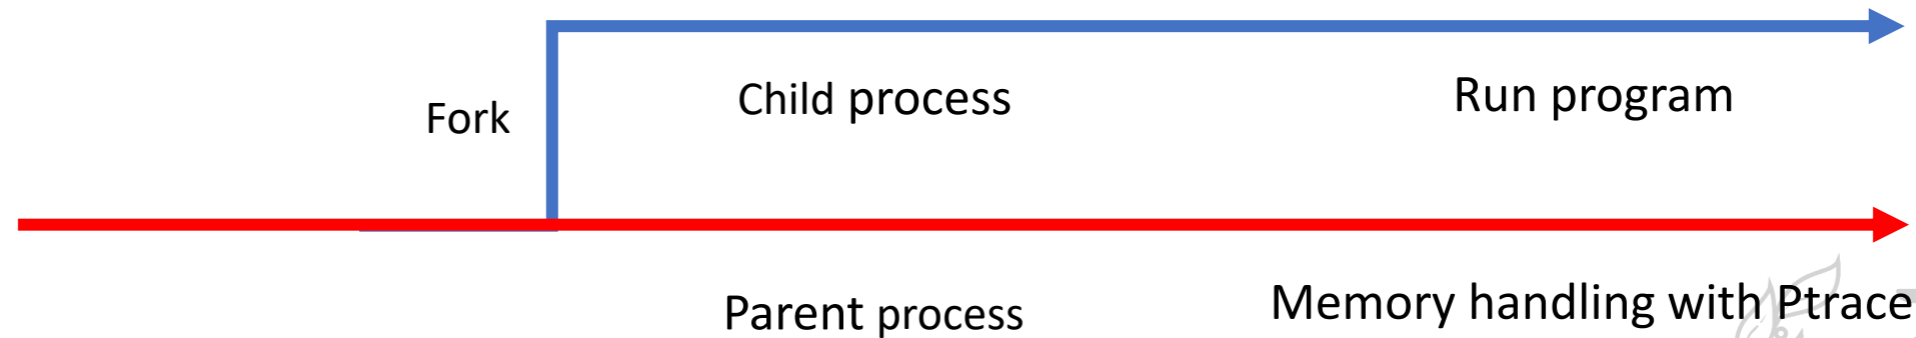 Fork
Child process
Run program
Parent process
Memory handling with Ptrace